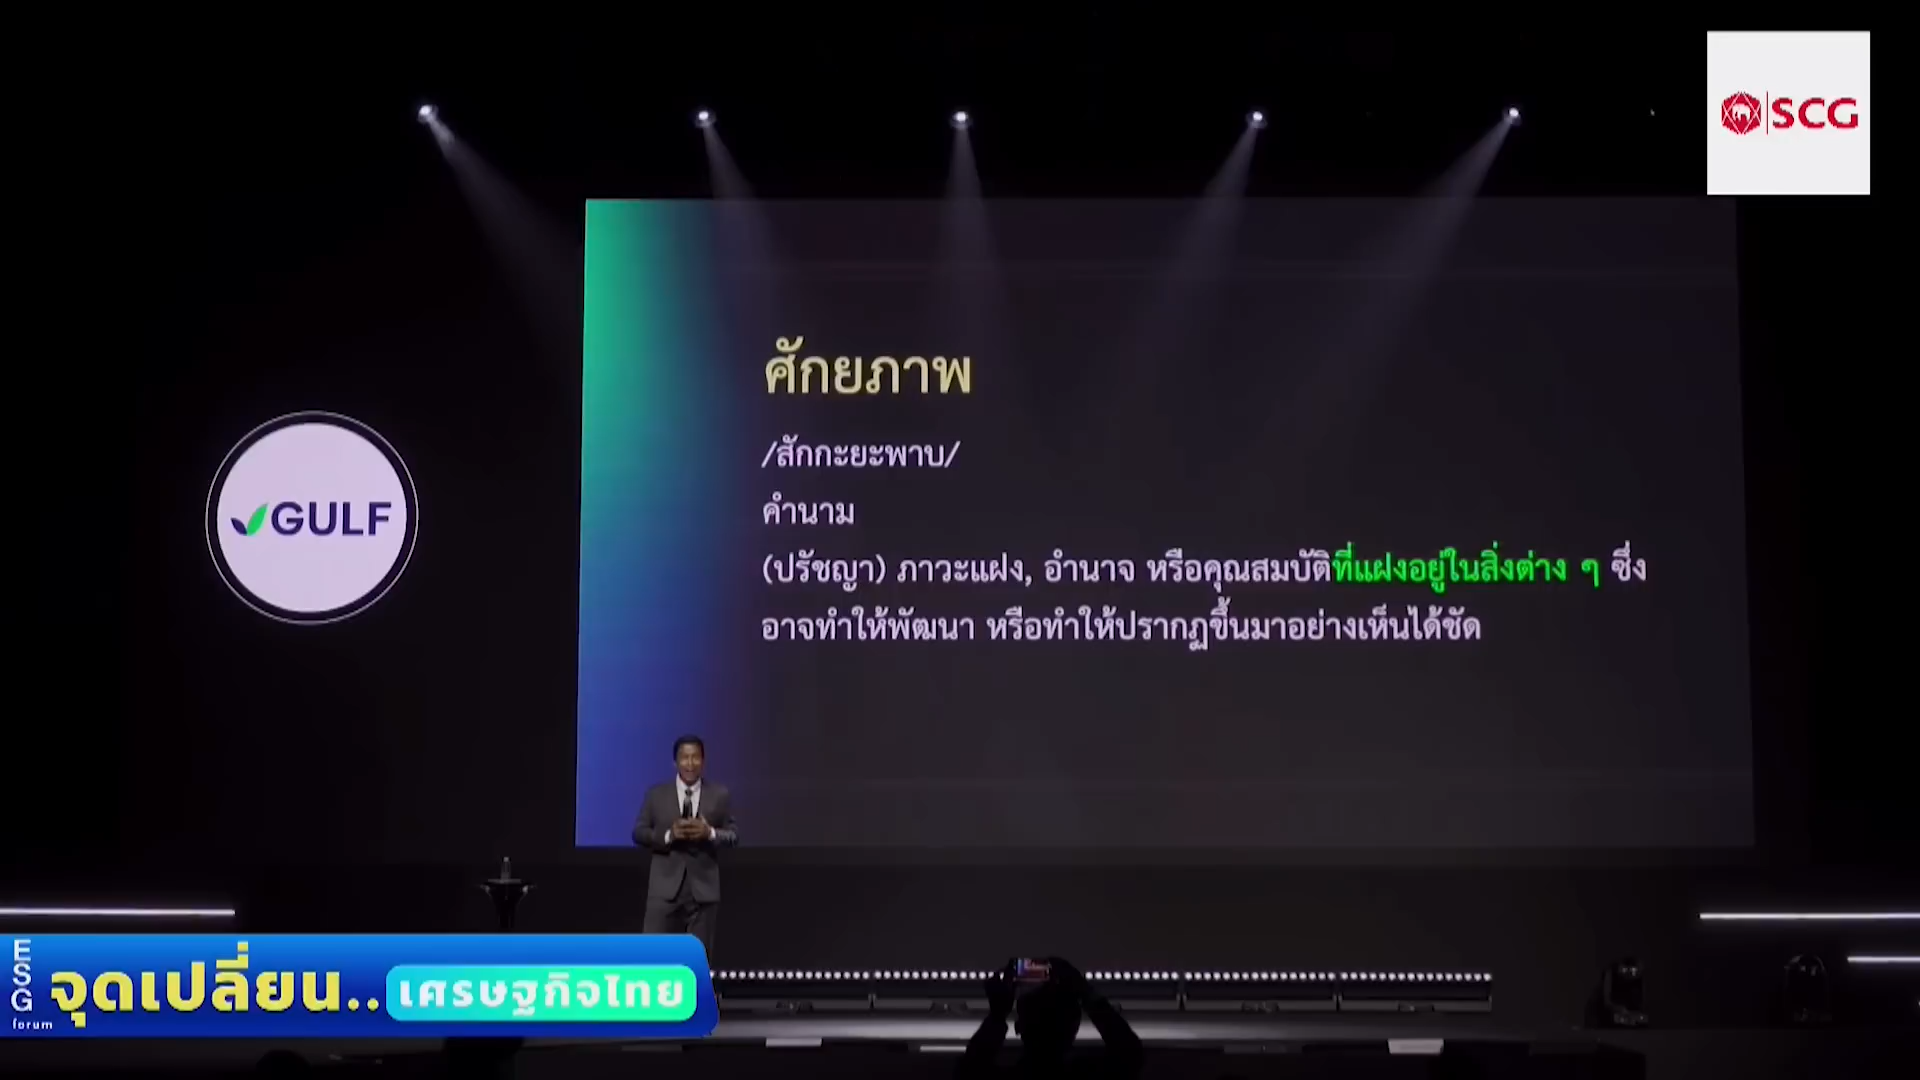 SCG
ศักยภาพ
/สักกะยะพาบ/
คำนาม
(ปรัชญา) ภาวะแฝง, อำนาจ หรือคุณสมบัติที่แฝงอยู่ในสิ่งต่าง ๆ ซึ่ง
อาจทำให้พัฒนา หรือทำให้ปรากฏขึ้นมาอย่างเห็นได้ชัด
GULF
ESG
forum
จุดเปลี่ยน..
เศรษฐกิจไทย